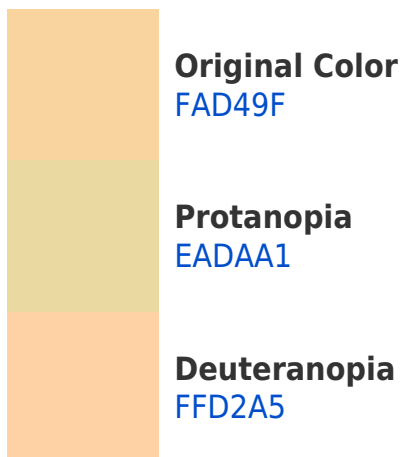 Original Color
FAD49F
Protanopia
EADAA1
Deuteranopia
FFD2A5